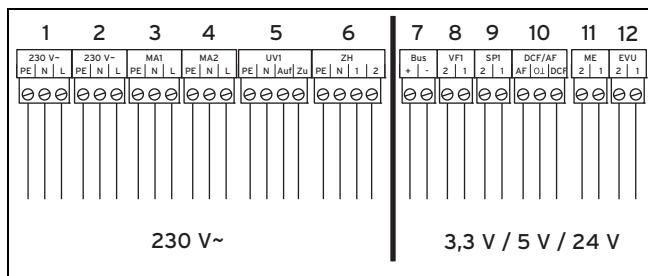 1 2 3 4 5 6 7 8 9 10 11 12
230 V~ 230 V~ MA1 MA2 UV1 ZH Bus VF1 SP1 DCF/AF ME EVU
PE N L PE N L PE N L PE N L PE N Auf Zu PE N 1 2 + - 2 1 2 1 AF O⊥ DCF 2 1 2 1
230 V~ 3,3 V / 5 V / 24 V